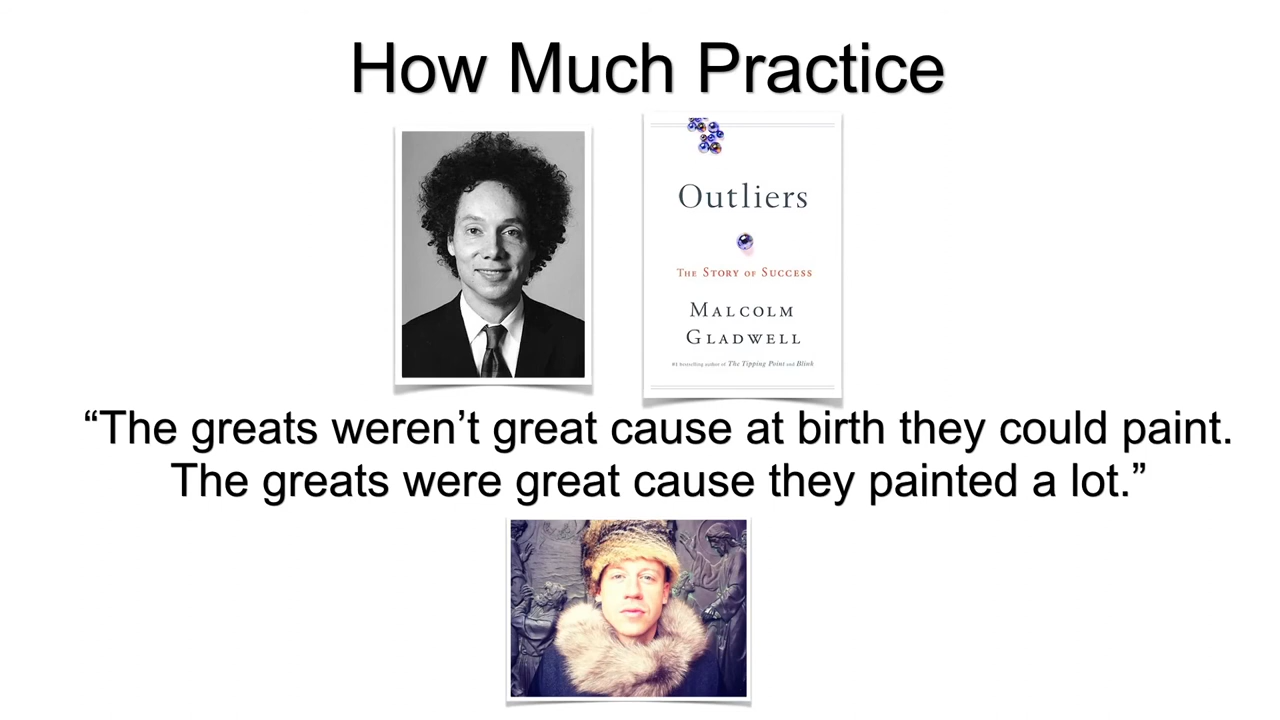 How Much Practice
Outliers
The Story of Success
Malcolm
Gladwell
#1 bestselling author of The Tipping Point and Blink
“The greats weren’t great cause at birth they could paint.
The greats were great cause they painted a lot.”